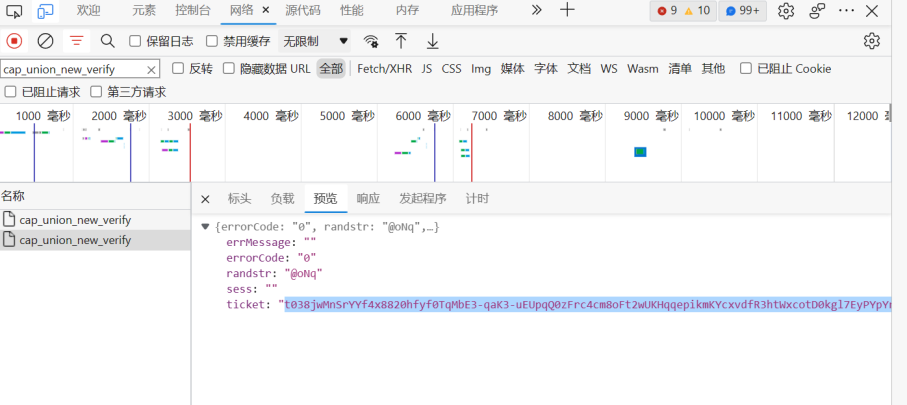 欢迎 元素 控制台 网络 源代码 性能 内存 应用程序 9 10 99+
保留日志 禁用缓存 无限制
cap_union_new_verify 反转 隐藏数据 URL 全部 Fetch/XHR JS CSS Img 媒体 字体 文档 WS Wasm 清单 其他 已阻止 Cookie
已阻止请求 第三方请求
1000 毫秒 2000 毫秒 3000 毫秒 4000 毫秒 5000 毫秒 6000 毫秒 7000 毫秒 8000 毫秒 9000 毫秒 10000 毫秒 11000 毫秒 12000
名称 标头 负载 预览 响应 发起程序 计时
cap_union_new_verify
cap_union_new_verify
{errorCode: "0", randstr: "@oNq",…}
errMessage: ""
errorCode: "0"
randstr: "@oNq"
sess: ""
ticket: "t038jwMnSrYYf4x8820hfyf0TqMbE3-qaK3-uEUpqQ0zFrc4cm8oFt2wUKHqqepikmKYcxvdfR3htWxcotD0kgl7EyPYpYr